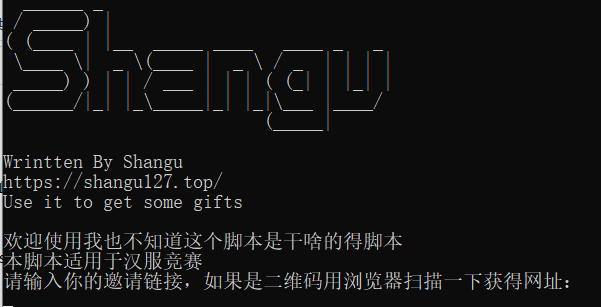 Shangu
Wrintten By Shangu
https://shangu127.top/
Use it to get some gifts
欢迎使用我也不知道这个脚本是干啥的得脚本
本脚本适用于汉服竞赛
请输入你的邀请链接，如果是二维码用浏览器扫描一下获得网址：